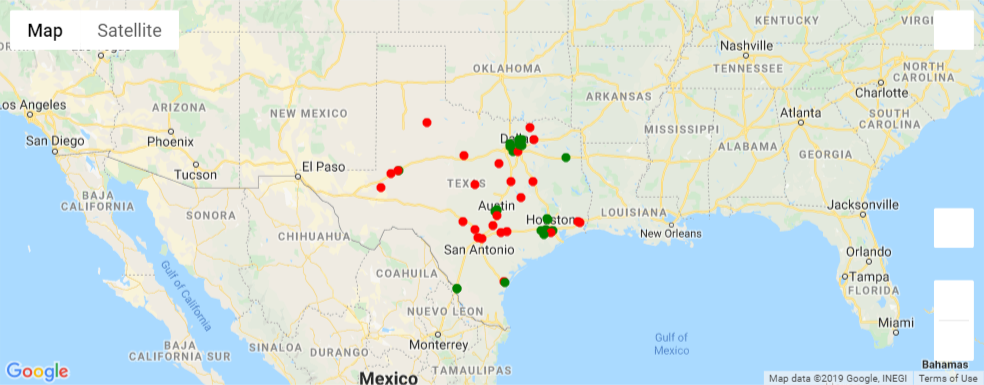 Map
Satellite
KENTUCKY
VIRGI
Nashville
OKLAHOMA
TENNESSEE
NORTH
CAROLINA
Los Angeles
ARIZONA
NEW MEXICO
ARKANSAS
Charlotte
Atlanta
SOUTH
CAROLINA
San Diego
Phoenix
MISSISSIPPI
ALABAMA
GEORGIA
El Paso
Tucson
TEXAS
BAJA
CALIFORNIA
SONORA
Austin
Houston
LOUISIANA
Jacksonville
New Orleans
CHIHUAHUA
San Antonio
Orlando
COAHUILA
Tampa
FLORIDA
Gulf of California
NUEVO LEON
Miami
Gulf of
Mexico
BAJA
CALIFORNIA SUR
SINALOA
DURANGO
Monterrey
Bahamas
Google
Mexico
TAMAULIPAS
Map data ©2019 Google, INEGI
Terms of Use